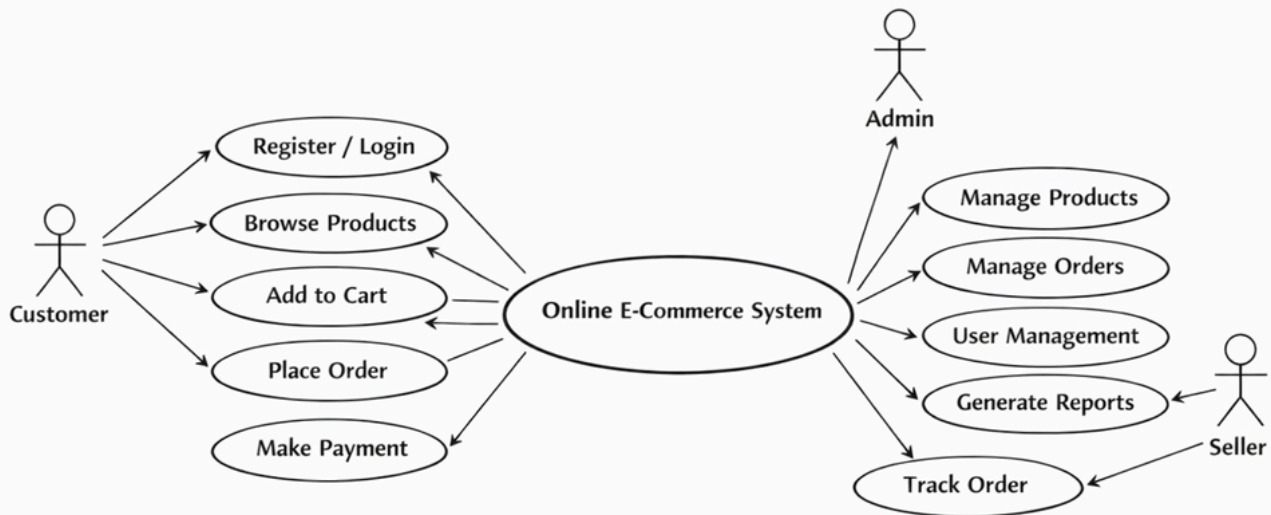 Admin
Register / Login
Browse Products
Add to Cart
Place Order
Make Payment
Customer
Online E-Commerce System
Manage Products
Manage Orders
User Management
Generate Reports
Track Order
Seller